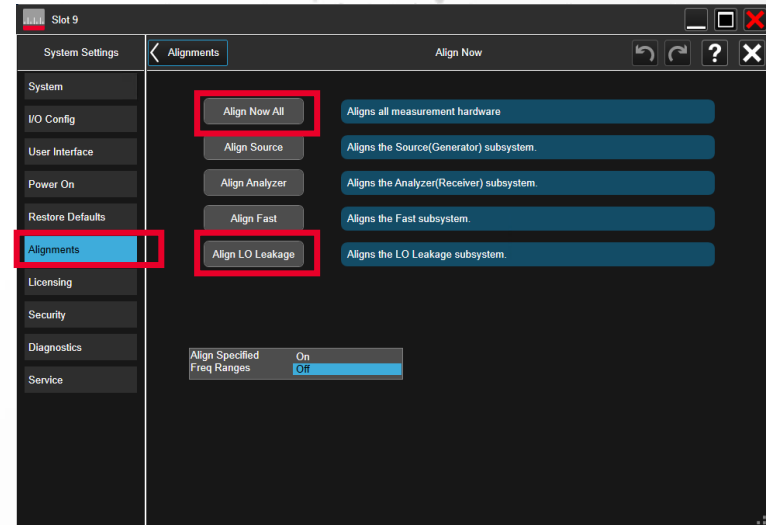 Slot 9
System Settings
Alignments
Align Now
?
System
I/O Config
User Interface
Power On
Restore Defaults
Alignments
Licensing
Security
Diagnostics
Service
Align Now All
Aligns all measurement hardware
Align Source
Aligns the Source(Generator) subsystem.
Align Analyzer
Aligns the Analyzer(Receiver) subsystem.
Align Fast
Aligns the Fast subsystem.
Align LO Leakage
Aligns the LO Leakage subsystem.
Align Specified
Freq Ranges
On
Off